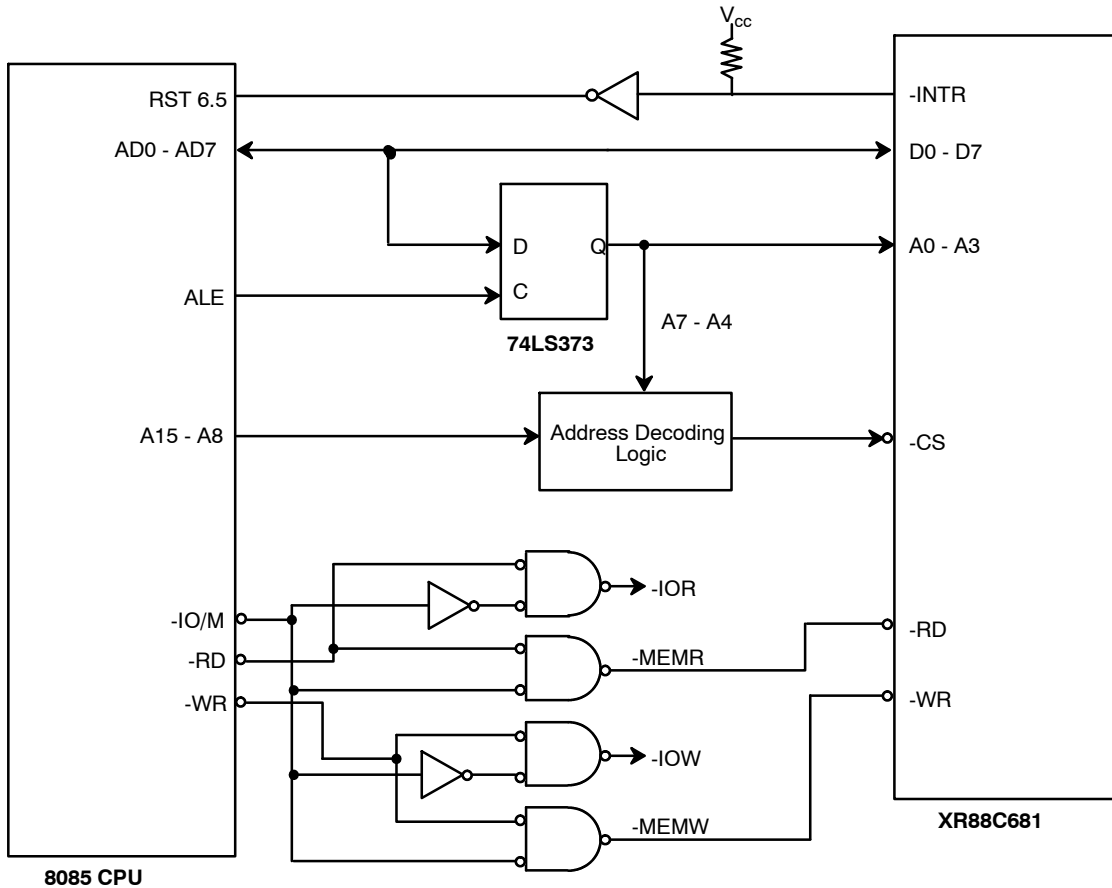 Vcc
RST 6.5
-INTR
AD0 - AD7
D0 - D7
D
Q
A0 - A3
ALE
C
A7 - A4
74LS373
A15 - A8
Address Decoding
Logic
-CS
-IOR
-IO/M
-RD
-MEMR
-RD
-WR
-WR
-IOW
-MEMW
XR88C681
8085 CPU